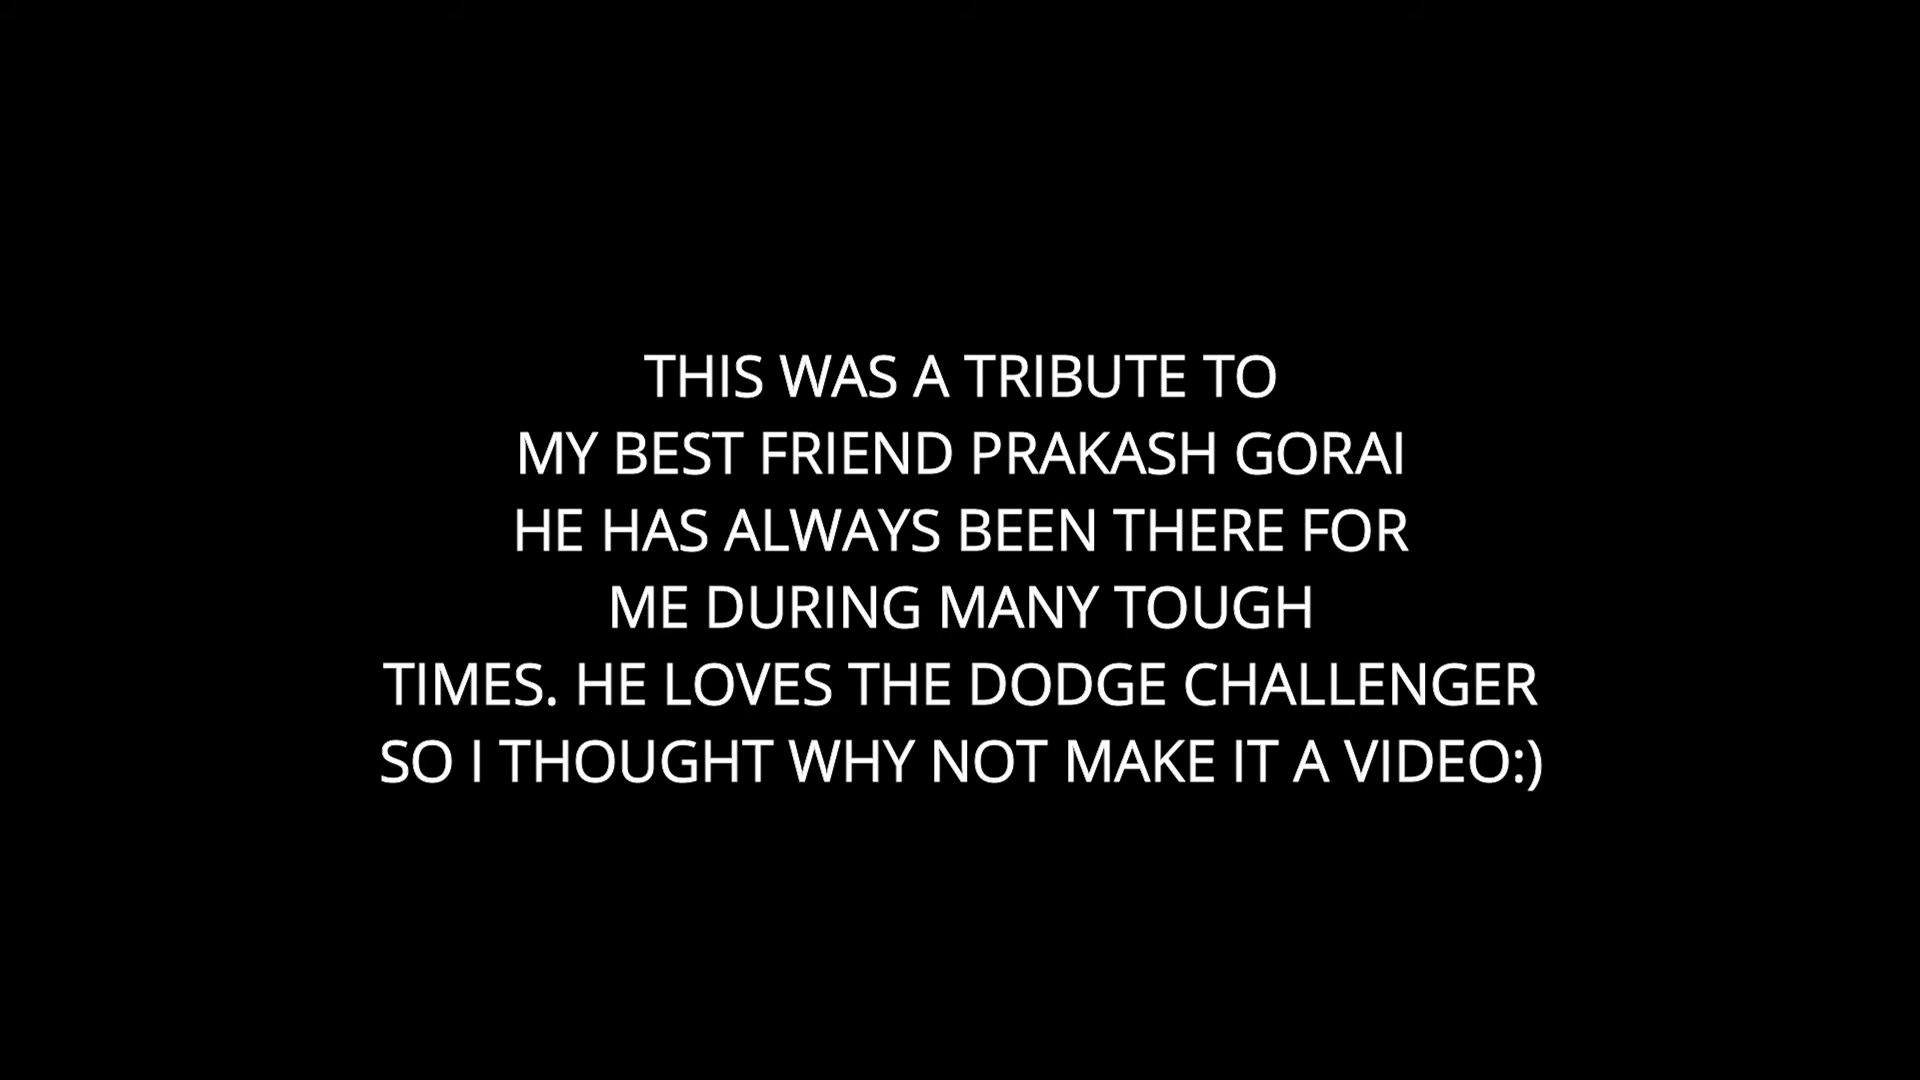 THIS WAS A TRIBUTE TO
MY BEST FRIEND PRAKASH GORAI
HE HAS ALWAYS BEEN THERE FOR
ME DURING MANY TOUGH
TIMES. HE LOVES THE DODGE CHALLENGER
SO I THOUGHT WHY NOT MAKE IT A VIDEO:)